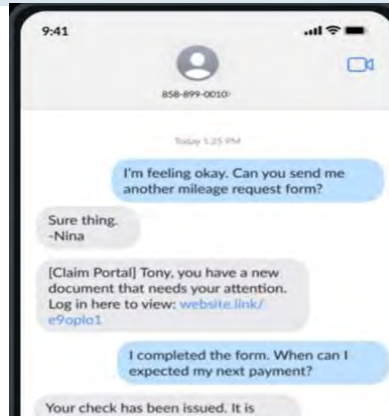 9:41
858-899-0010
Today 1:25 PM
I'm feeling okay. Can you send me
another mileage request form?
Sure thing.
-Nina
[Claim Portal] Tony, you have a new
document that needs your attention.
Log in here to view: website.link/
e9oplo1
I completed the form. When can I
expected my next payment?
Your check has been issued. It is